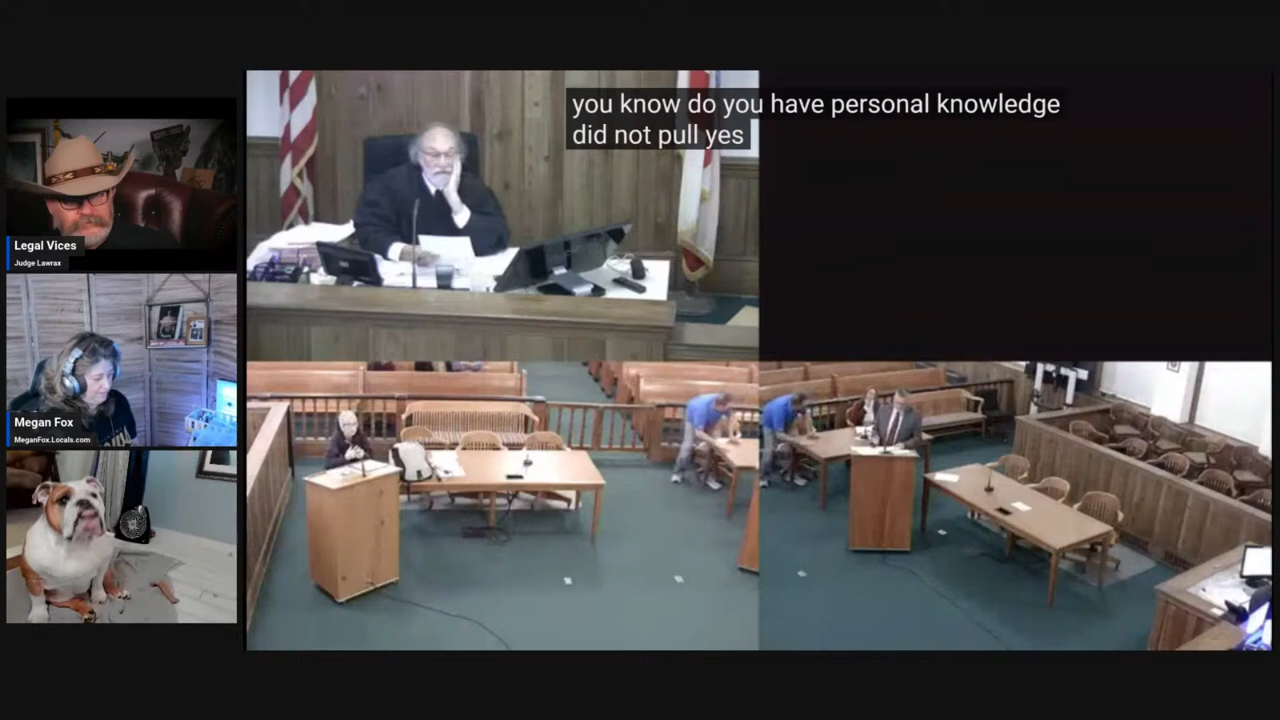 you know do you have personal knowledge
did not pull yes
Legal Vices
Judge Lawrax
Megan Fox
MeganFox.Locals.com